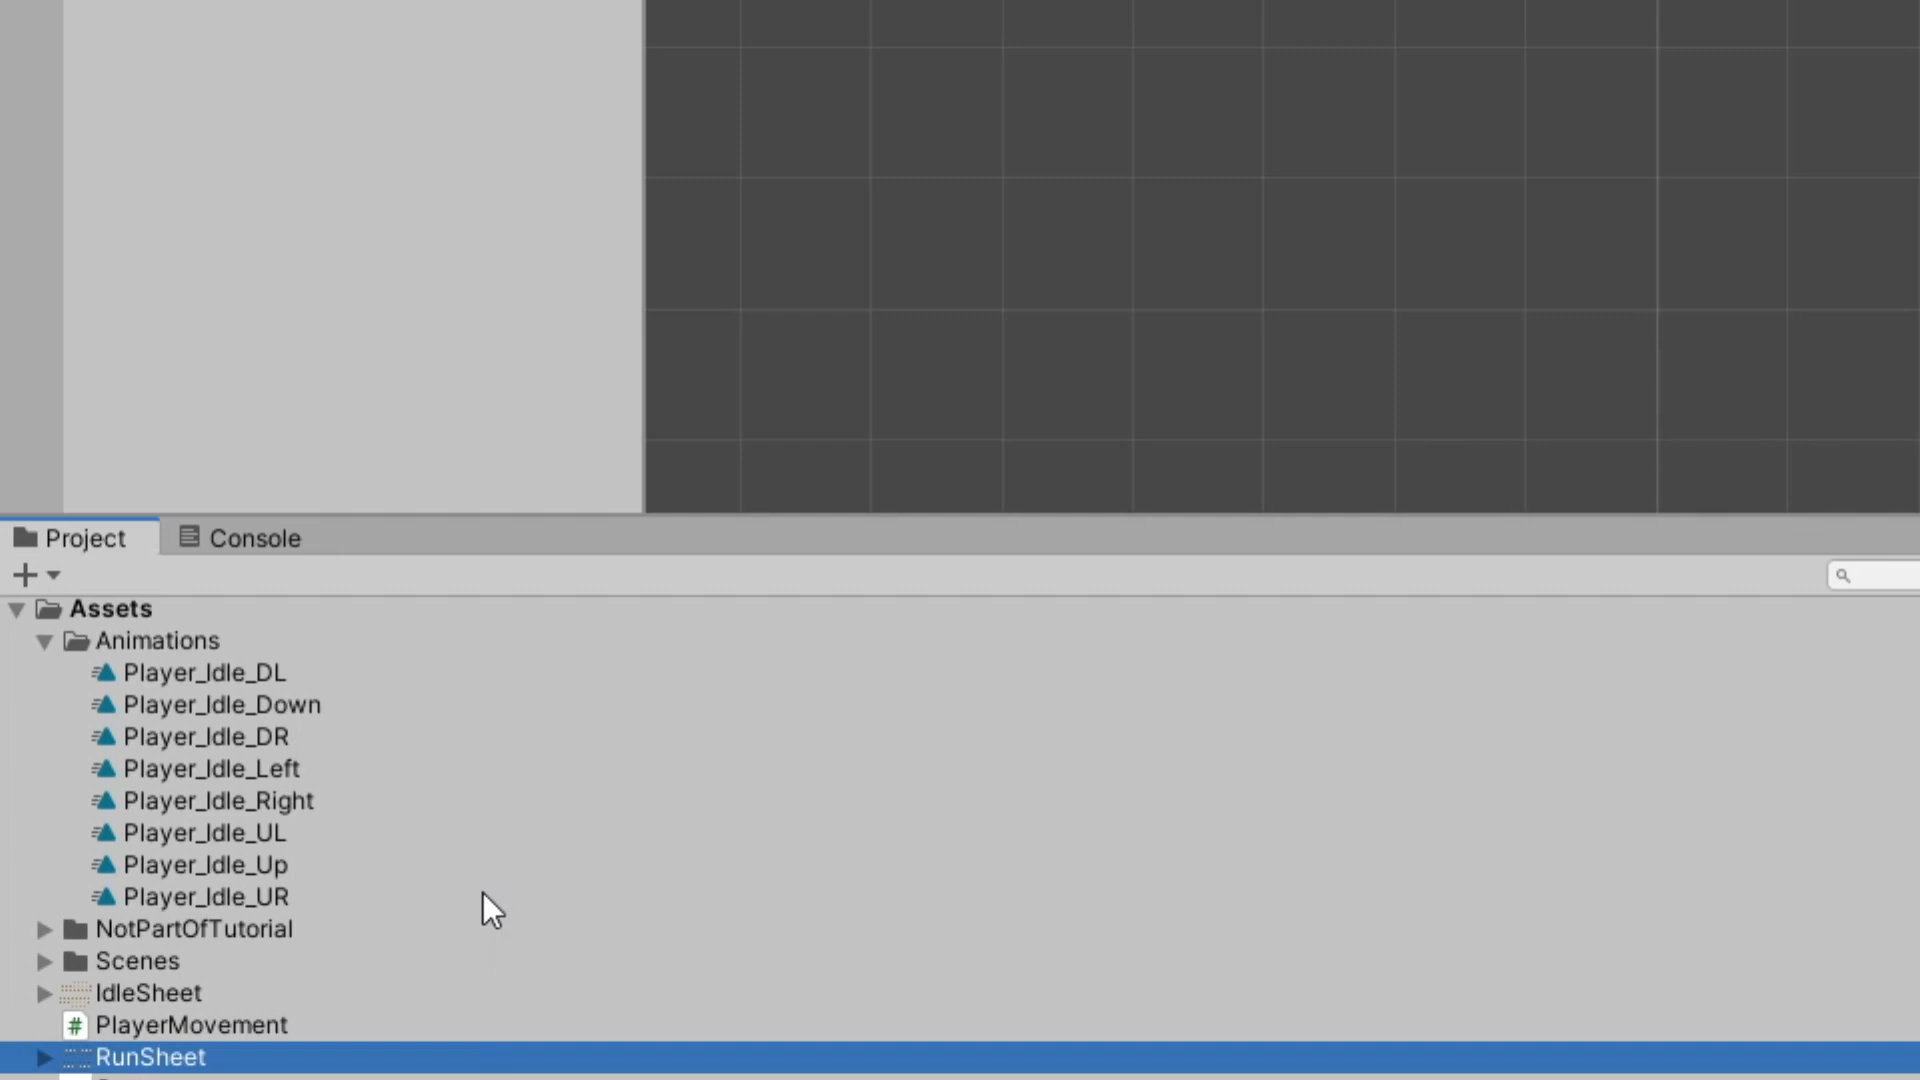 Project
Console
Assets
Animations
Player_Idle_DL
Player_Idle_Down
Player_Idle_DR
Player_Idle_Left
Player_Idle_Right
Player_Idle_UL
Player_Idle_Up
Player_Idle_UR
NotPartOfTutorial
Scenes
IdleSheet
PlayerMovement
RunSheet